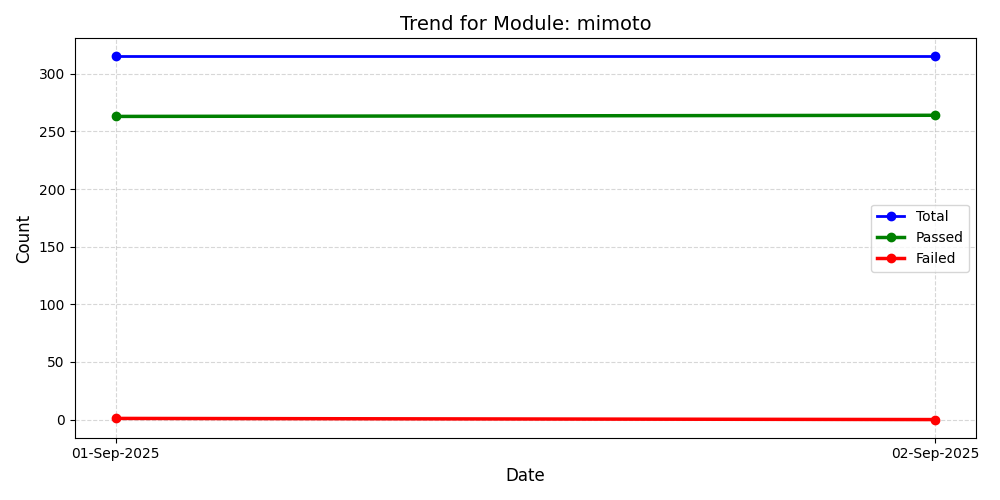 Trend for Module: mimoto
Count
300
250
200
150
100
50
0
Total
Passed
Failed
01-Sep-2025
02-Sep-2025
Date